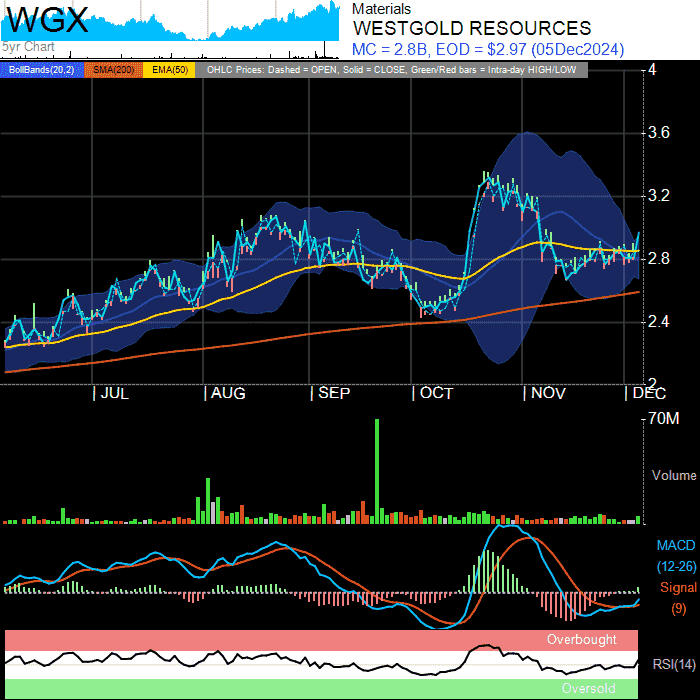 WGX
5yr Chart
Materials
WESTGOLD RESOURCES
MC = 2.8B, EOD = $2.97 (05Dec2024)
BollBands(20,2) SMA(200) EMA(50) OHLC Prices: Dashed = OPEN, Solid = CLOSE, Green/Red bars = Intra-day HIGH/LOW
4
3.6
3.2
2.8
2.4
2
JUL AUG SEP OCT NOV DEC
70M
Volume
MACD
(12-26)
Signal
(9)
Overbought
RSI(14)
Oversold